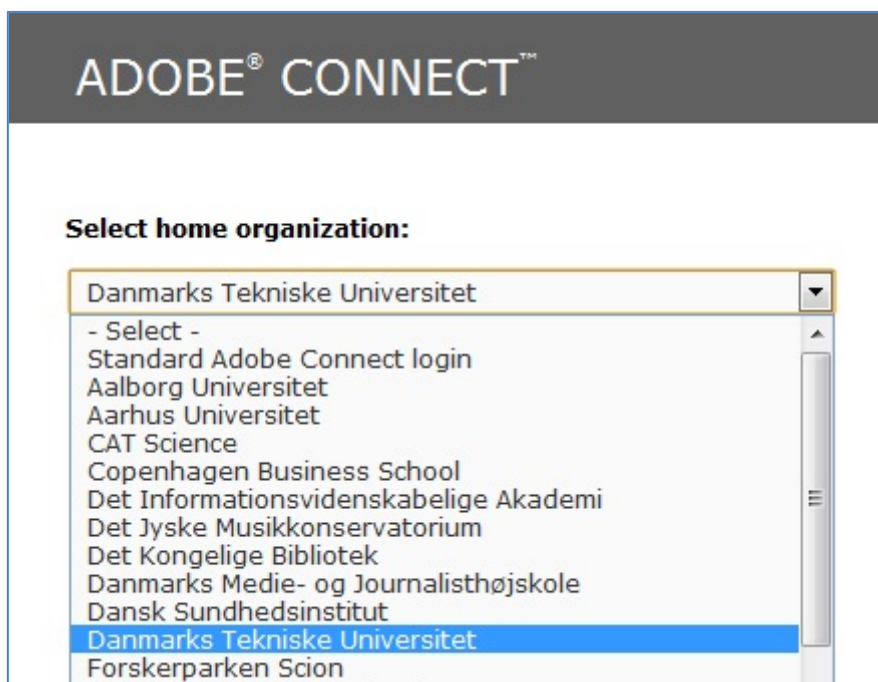 ADOBE® CONNECT™
Select home organization:
Danmarks Tekniske Universitet
- Select -
Standard Adobe Connect login
Aalborg Universitet
Aarhus Universitet
CAT Science
Copenhagen Business School
Det Informationsvidenskabelige Akademi
Det Jyske Musikkonservatorium
Det Kongelige Bibliotek
Danmarks Medie- og Journalisthøjskole
Dansk Sundhedsinstitut
Danmarks Tekniske Universitet
Forskerparken Scion